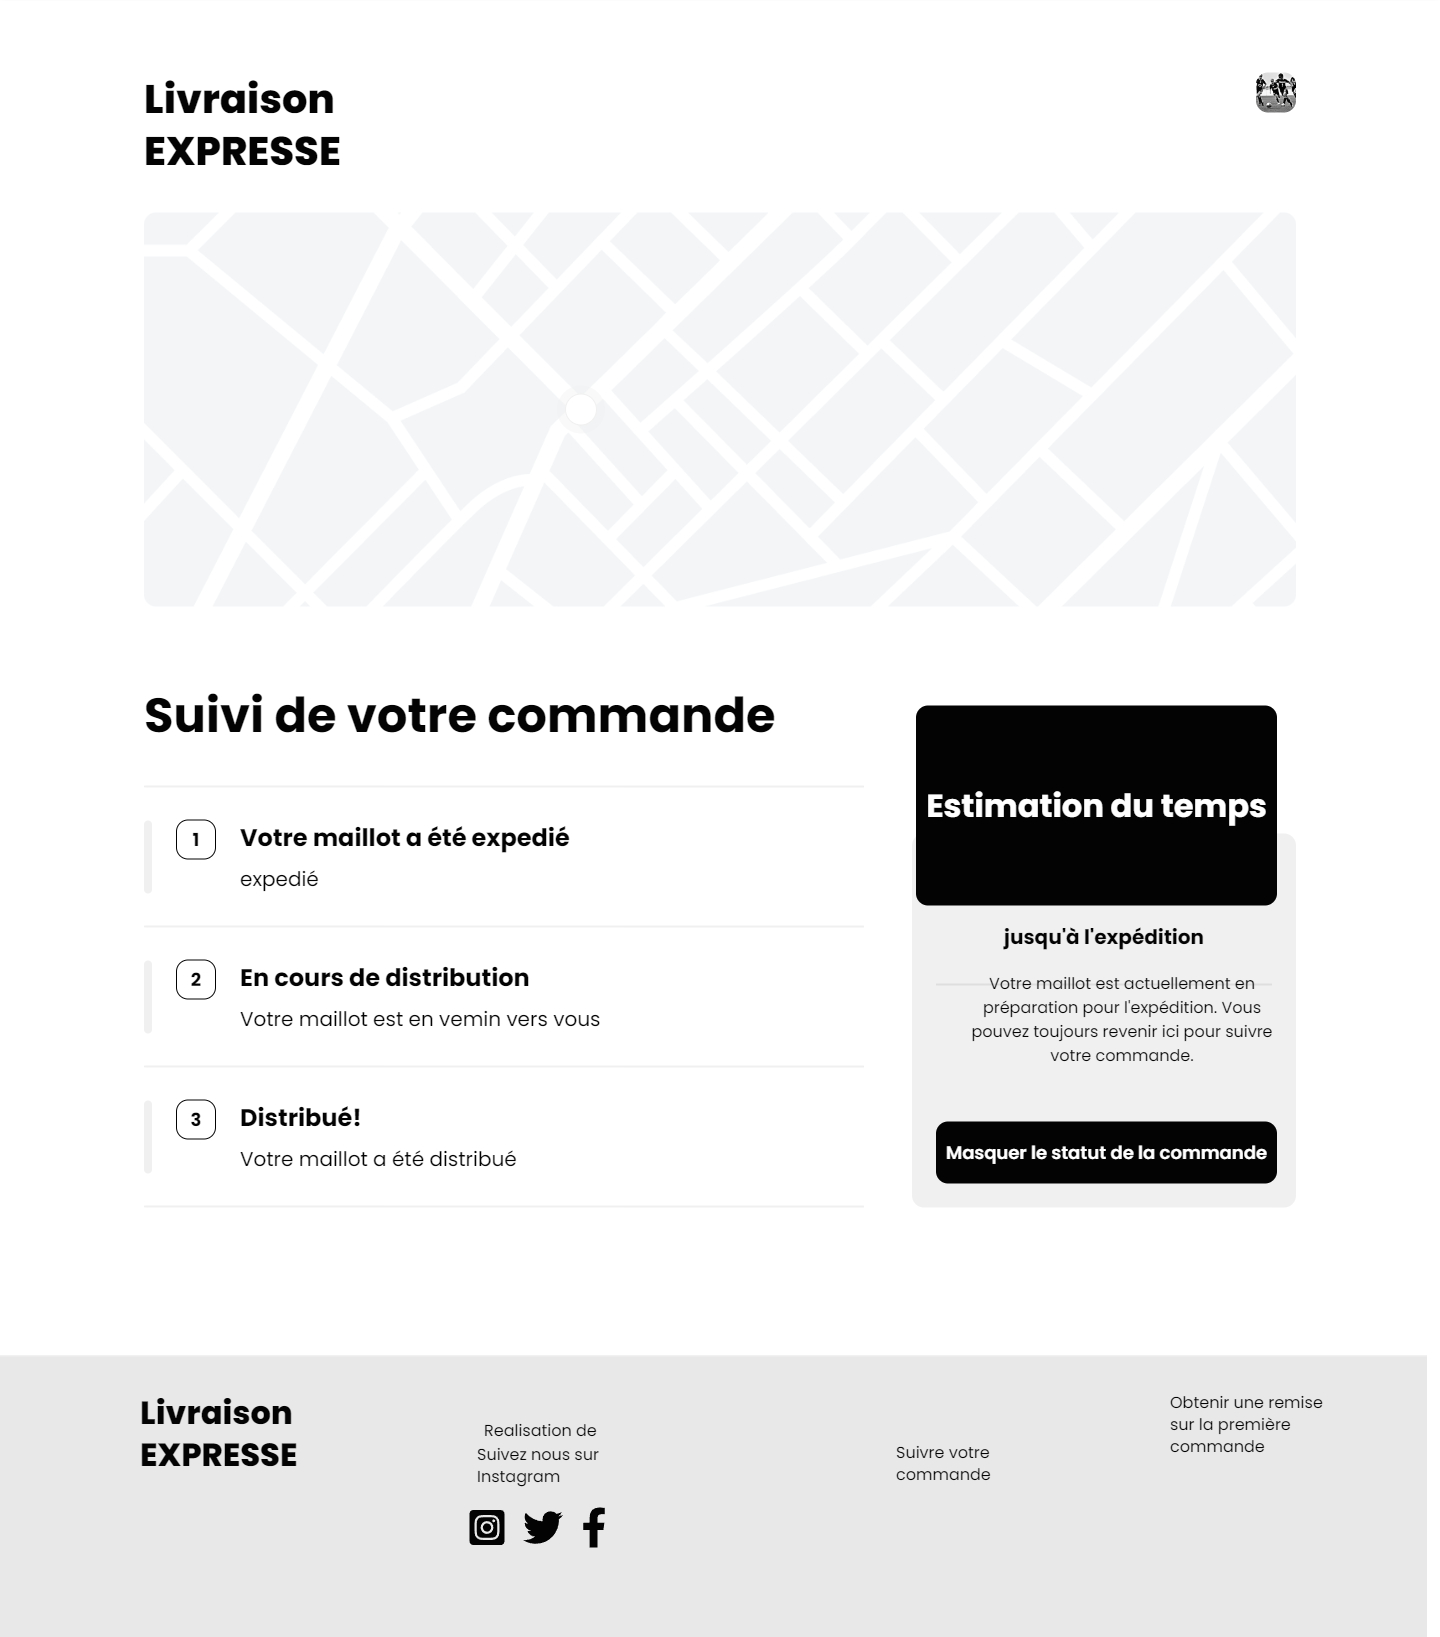 Livraison
EXPRESSE
Suivi de votre commande
1
Votre maillot a été expedié
expedié
2
En cours de distribution
Votre maillot est en vemin vers vous
3
Distribué!
Votre maillot a été distribué
Estimation du temps
jusqu'à l'expédition
Votre maillot est actuellement en
préparation pour l'expédition. Vous
pouvez toujours revenir ici pour suivre
votre commande.
Masquer le statut de la commande
Livraison
EXPRESSE
Realisation de
Suivez nous sur
Instagram
Suivre votre
commande
Obtenir une remise
sur la première
commande